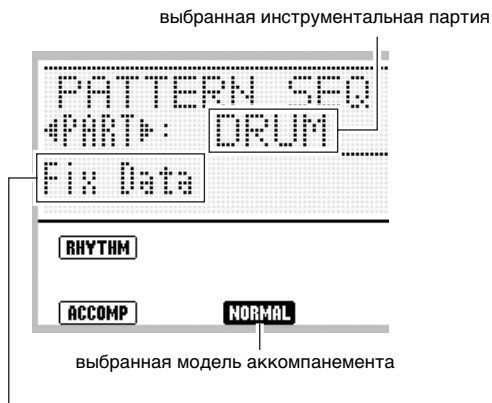 выбранная инструментальная партия
PATTERN SEQ
◀PART▶: DRUM
Fix Data
RHYTHM
ACCOMP NORMAL
выбранная модель аккомпанемента